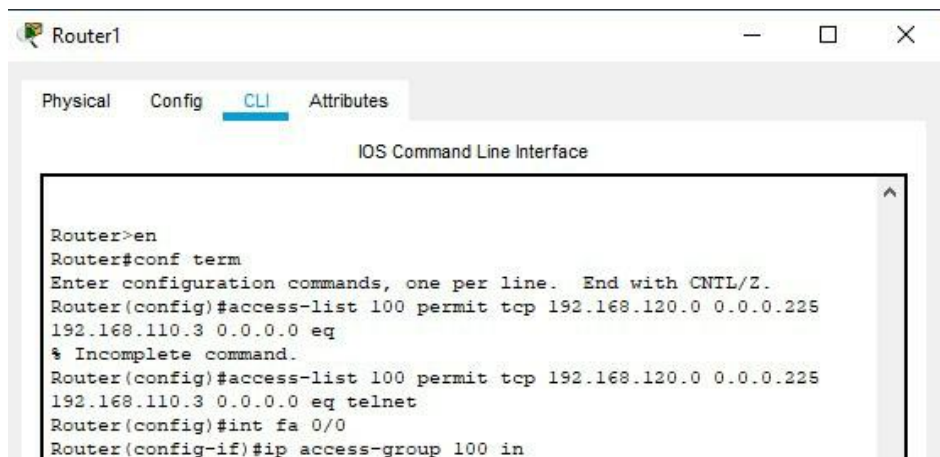 Router1
Physical Config CLI Attributes
IOS Command Line Interface
Router>en
Router#conf term
Enter configuration commands, one per line.  End with CNTL/Z.
Router(config)#access-list 100 permit tcp 192.168.120.0 0.0.0.225
192.168.110.3 0.0.0.0 eq
% Incomplete command.
Router(config)#access-list 100 permit tcp 192.168.120.0 0.0.0.225
192.168.110.3 0.0.0.0 eq telnet
Router(config)#int fa 0/0
Router(config-if)#ip access-group 100 in